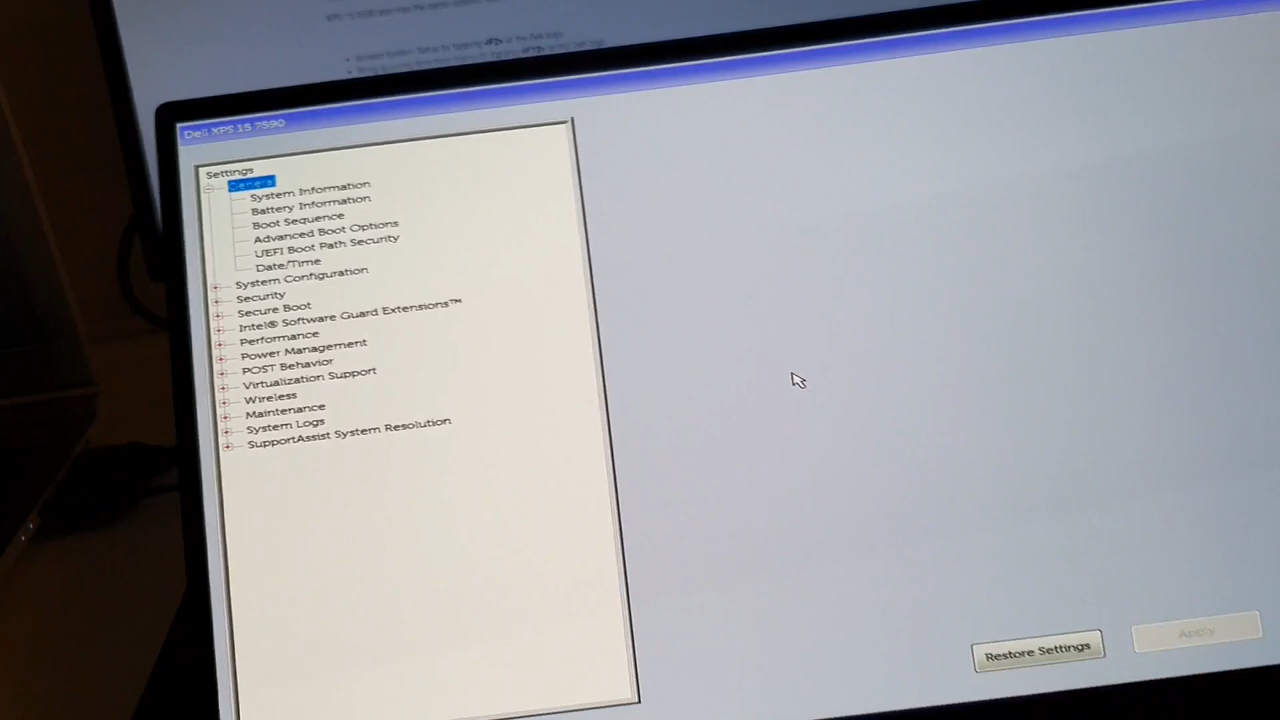 Dell XPS 15 7590
Settings
General
System Information
Battery Information
Boot Sequence
Advanced Boot Options
UEFI Boot Path Security
Date/Time
System Configuration
Security
Secure Boot
Intel® Software Guard Extensions™
Performance
Power Management
POST Behavior
Virtualization Support
Wireless
Maintenance
System Logs
SupportAssist System Resolution
Restore Settings
Apply